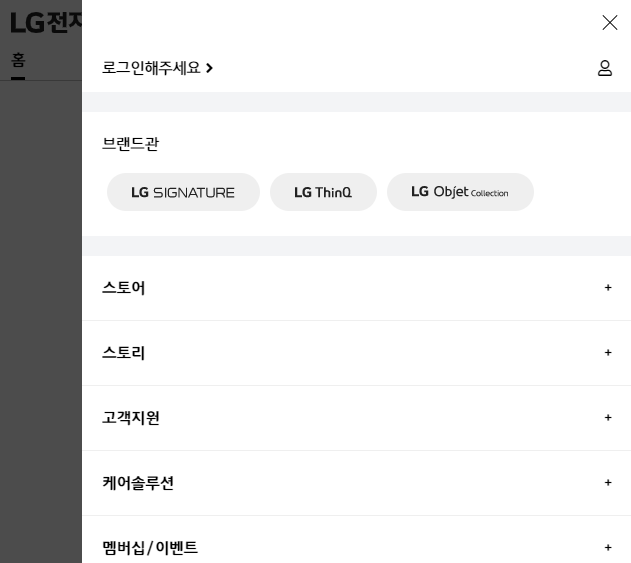 LG전자
홈
로그인해주세요
브랜드관
LG SIGNATURE LG ThinQ LG Objet Collection
스토어 +
스토리 +
고객지원 +
케어솔루션 +
멤버십/이벤트 +